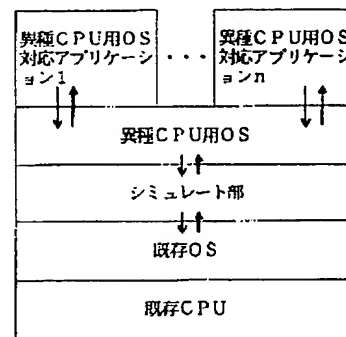 異種CPU用OS
対応アプリケーシ
ョン1
・・・
異種CPU用OS
対応アプリケーシ
ョンn
異種CPU用OS
シミュレート部
既存OS
既存CPU